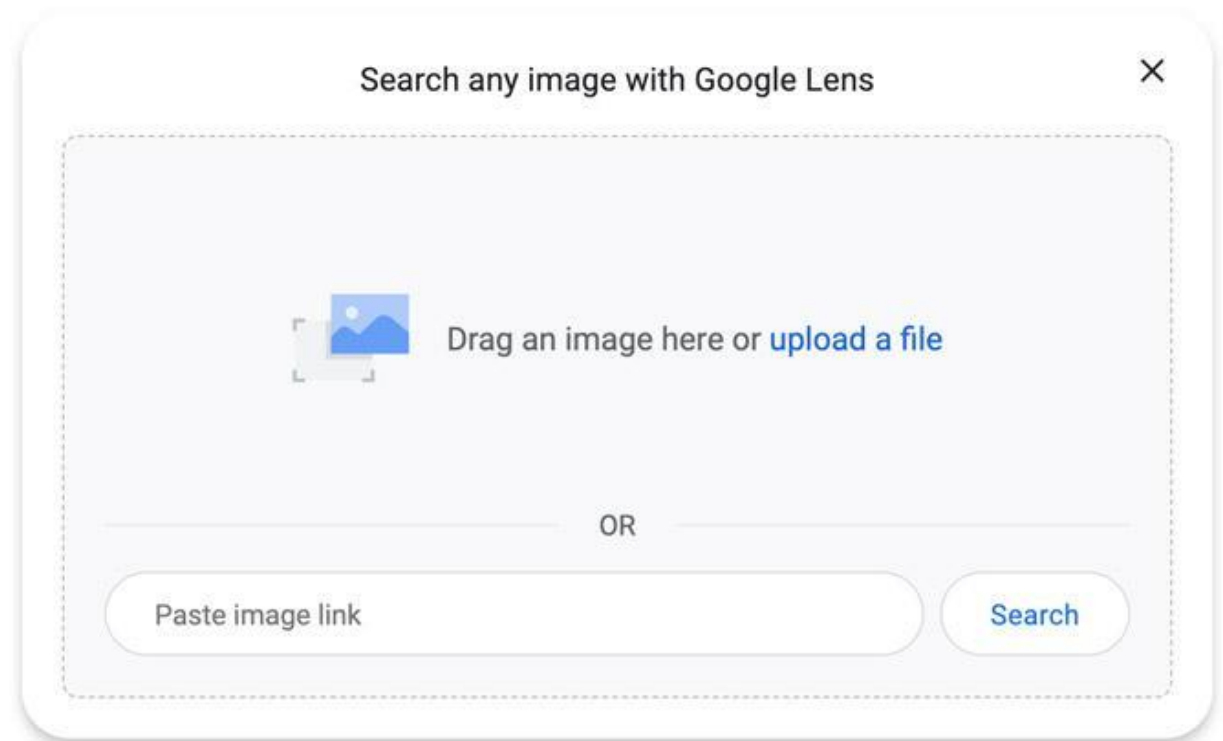 Search any image with Google Lens
Drag an image here or upload a file
OR
Paste image link
Search